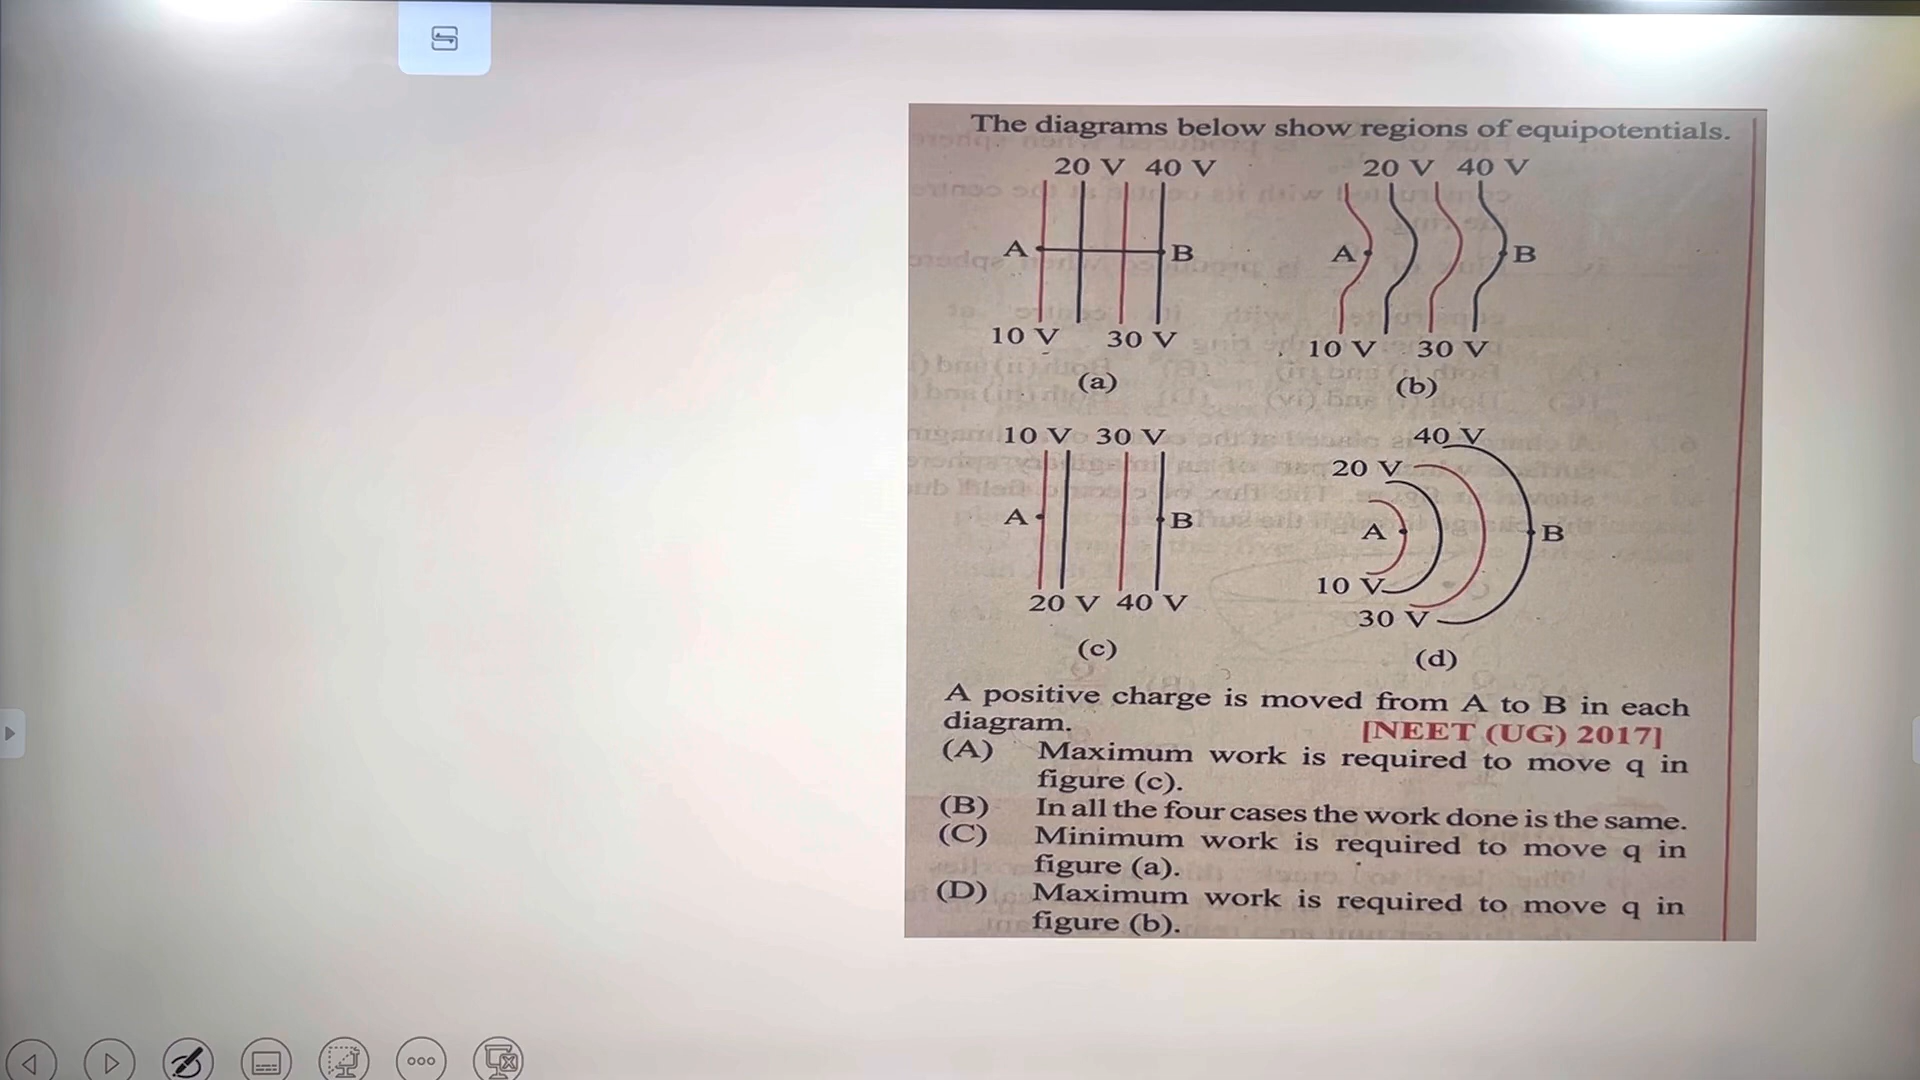 The diagrams below show regions of equipotentials.
20 V 40 V
A B
10 V 30 V
(a)
20 V 40 V
A B
10 V 30 V
(b)
10 V 30 V
A B
20 V 40 V
(c)
40 V
20 V
A B
10 V
30 V
(d)
A positive charge is moved from A to B in each
diagram. [NEET (UG) 2017]
(A) Maximum work is required to move q in
figure (c).
(B) In all the four cases the work done is the same.
(C) Minimum work is required to move q in
figure (a).
(D) Maximum work is required to move q in
figure (b).